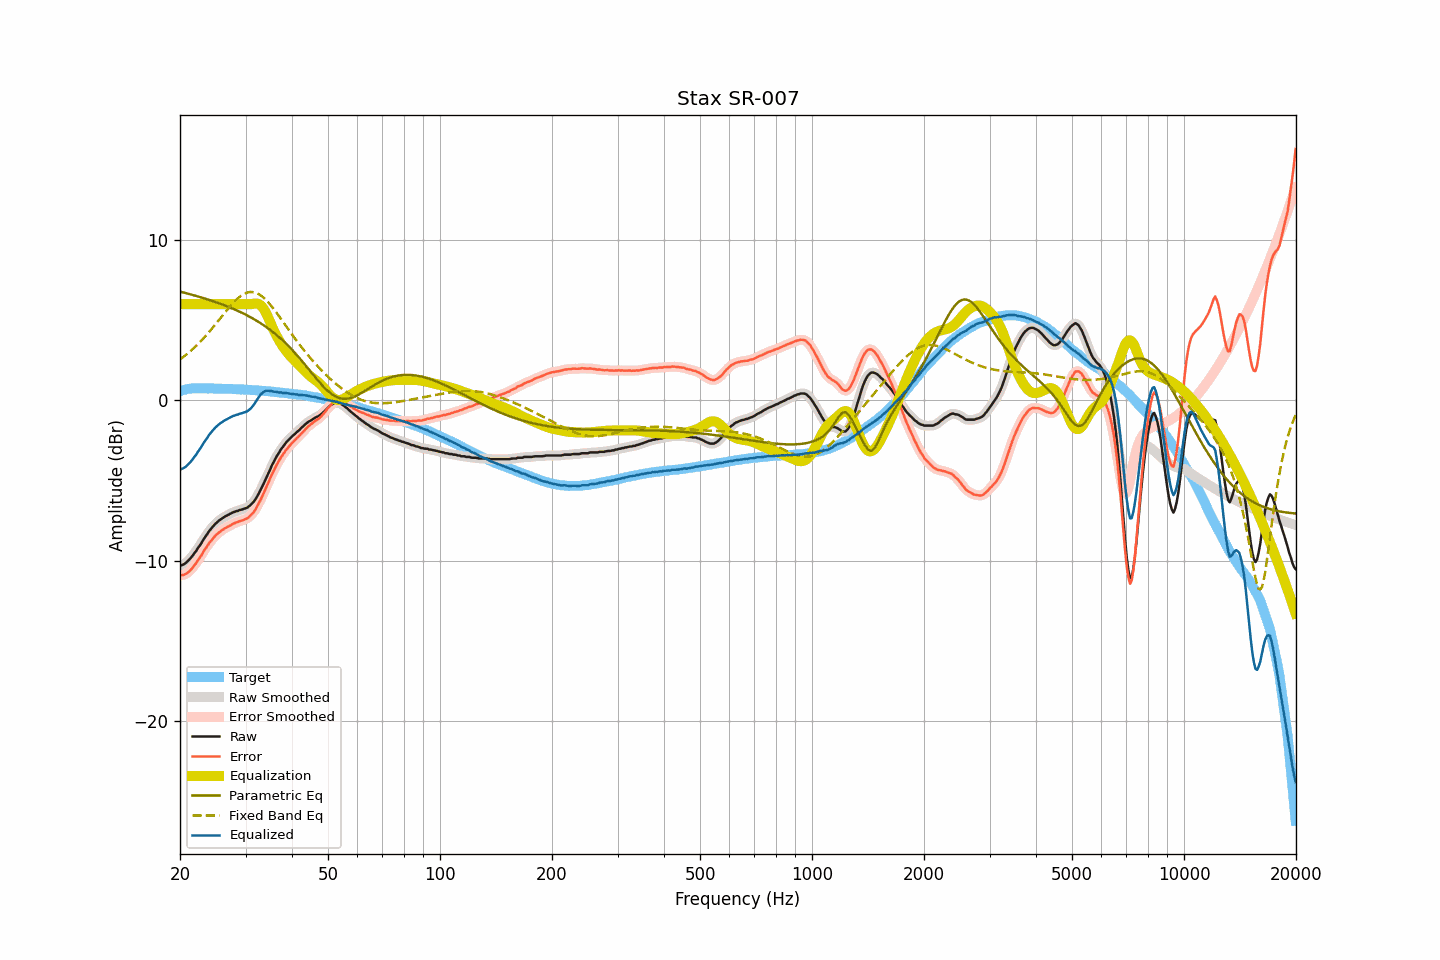 Stax SR-007
Amplitude (dBr)
10
0
−10
−20
Target
Raw Smoothed
Error Smoothed
Raw
Error
Equalization
Parametric Eq
Fixed Band Eq
Equalized
20 50 100 200 500 1000 2000 5000 10000 20000
Frequency (Hz)